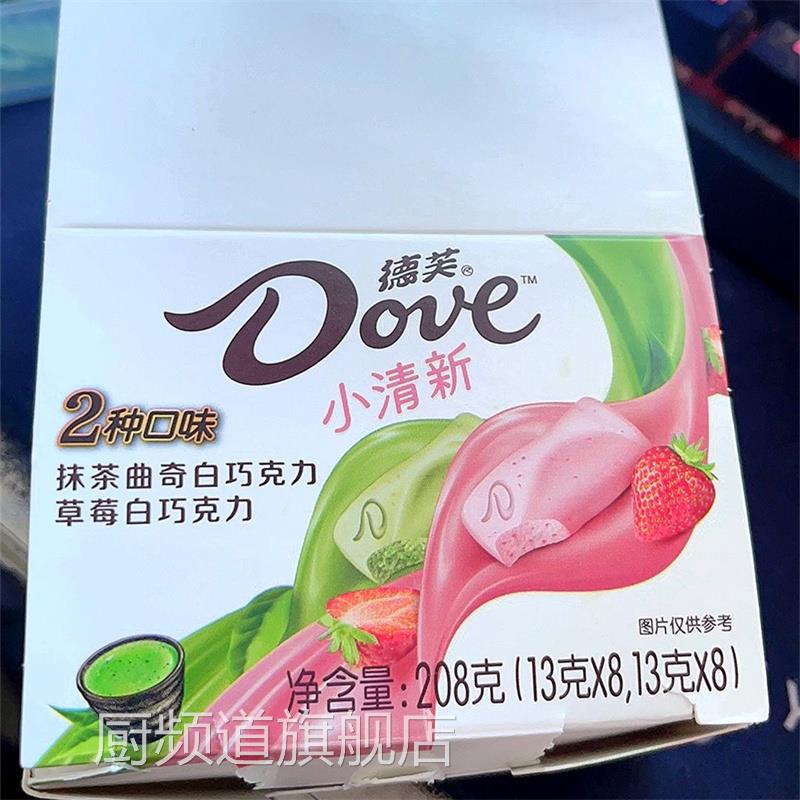 德芙®
Dove™
小清新
2种口味
抹茶曲奇白巧克力
草莓白巧克力
图片仅供参考
净含量:208克(13克X8,13克X8)
厨频道旗舰店